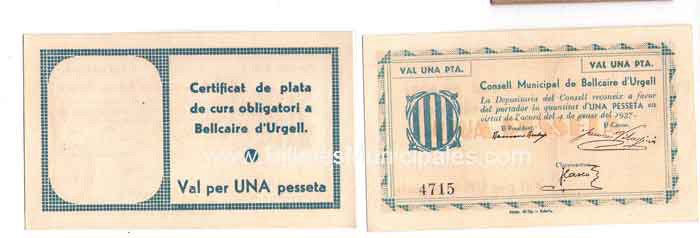 Certificat de plata
de curs obligatori a
Bellcaire d'Urgell.
Val per UNA pesseta
www.BilletesMunicipales.com
VAL UNA PTA.
VAL UNA PTA.
Consell Municipal de Bellcaire d'Urgell
La Depositaria del Consell reconeix a favor
del portador la quantitat d'UNA PESSETA en
virtut de l'acord del 4 de gener del 1937.
El President,
El Caixer,
4715